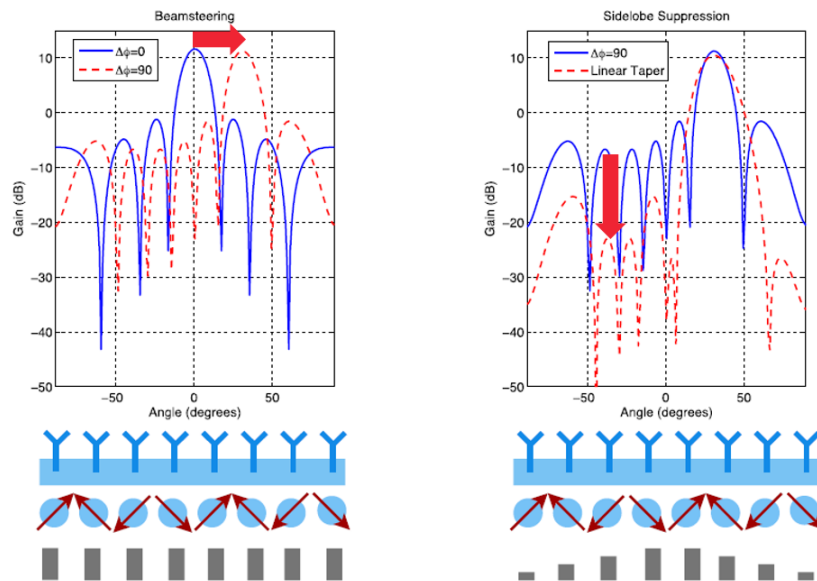 Beamsteering
Δϕ=0
Δϕ=90
10
0
−10
−20
−30
−40
−50
Gain (dB)
−50
0
50
Angle (degrees)
Sidelobe Suppression
Δϕ=90
Linear Taper
10
0
−10
−20
−30
−40
−50
Gain (dB)
−50
0
50
Angle (degrees)